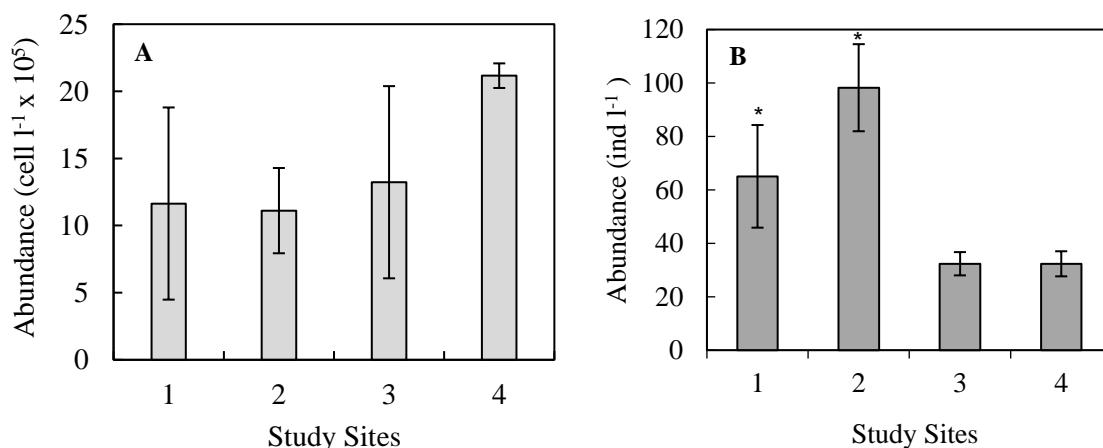 A
Abundance (cell l⁻¹ x 10⁵)
25
20
15
10
5
0
1 2 3 4
Study Sites
B
Abundance (ind l⁻¹ )
120
100
80
60
40
20
0
*
*
1 2 3 4
Study Sites